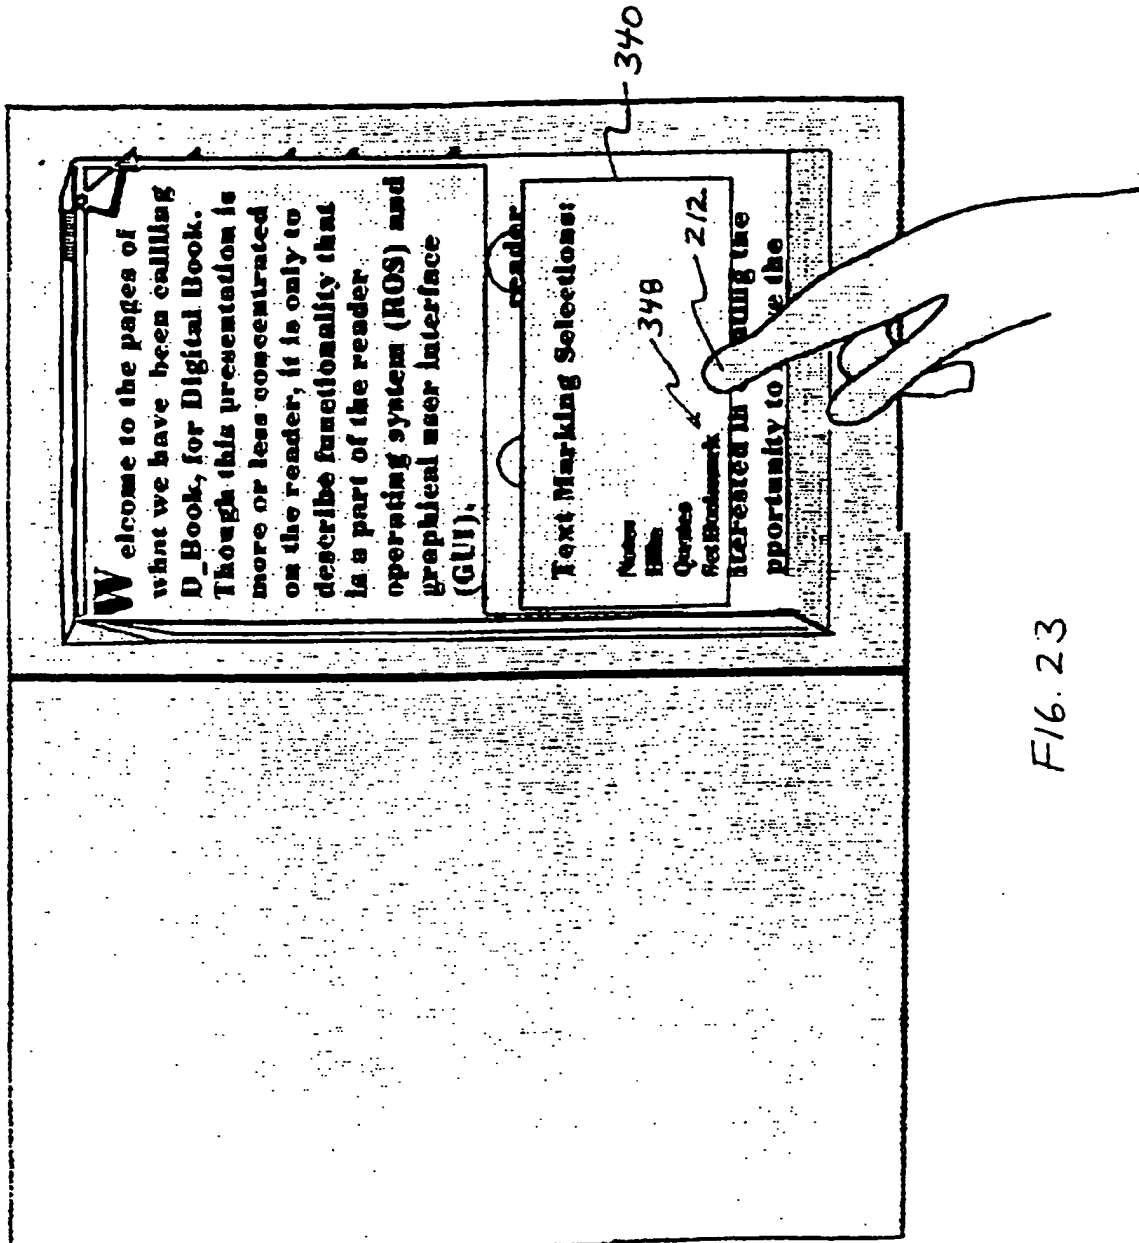 Welcome to the pages of
what we have been calling
D_Book, for Digital Book.
Though this presentation is
more or less concentrated
on the reader, it is only to
describe functionality that
is a part of the reader
operating system (ROS) and
graphical user interface
(GUI).
reader
Text Marking Selections:
Notes
Quotes
Set Bookmark
the
pportunity to the
340
348
212
FIG. 23